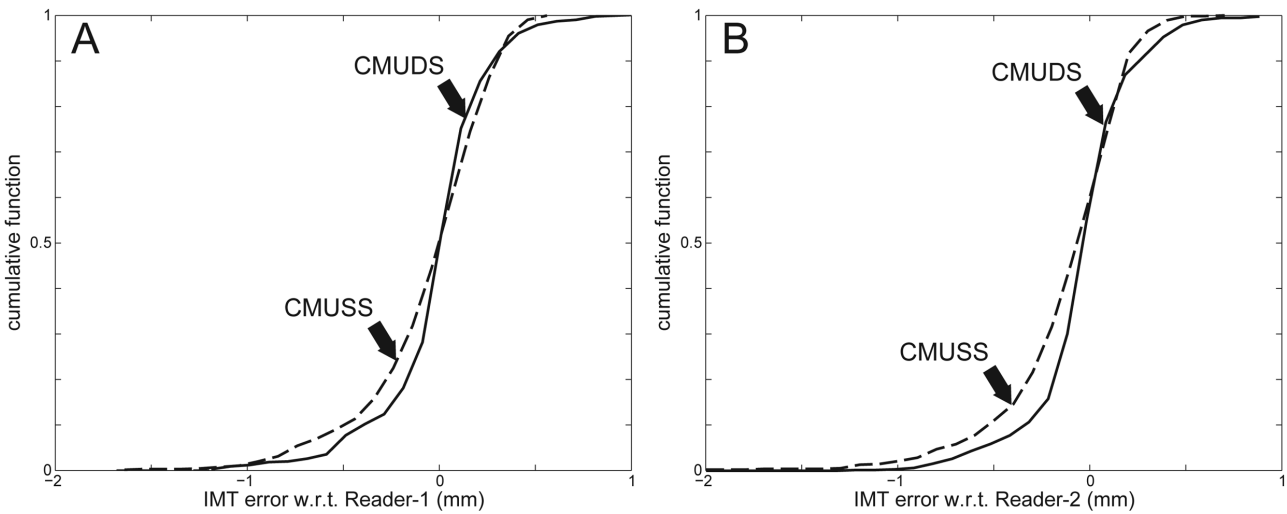 A
CMUDS
CMUSS
1
0.5
0
−2
−1
0
1
cumulative function
IMT error w.r.t. Reader-1 (mm)
B
CMUDS
CMUSS
1
0.5
0
−2
−1
0
1
cumulative function
IMT error w.r.t. Reader-2 (mm)